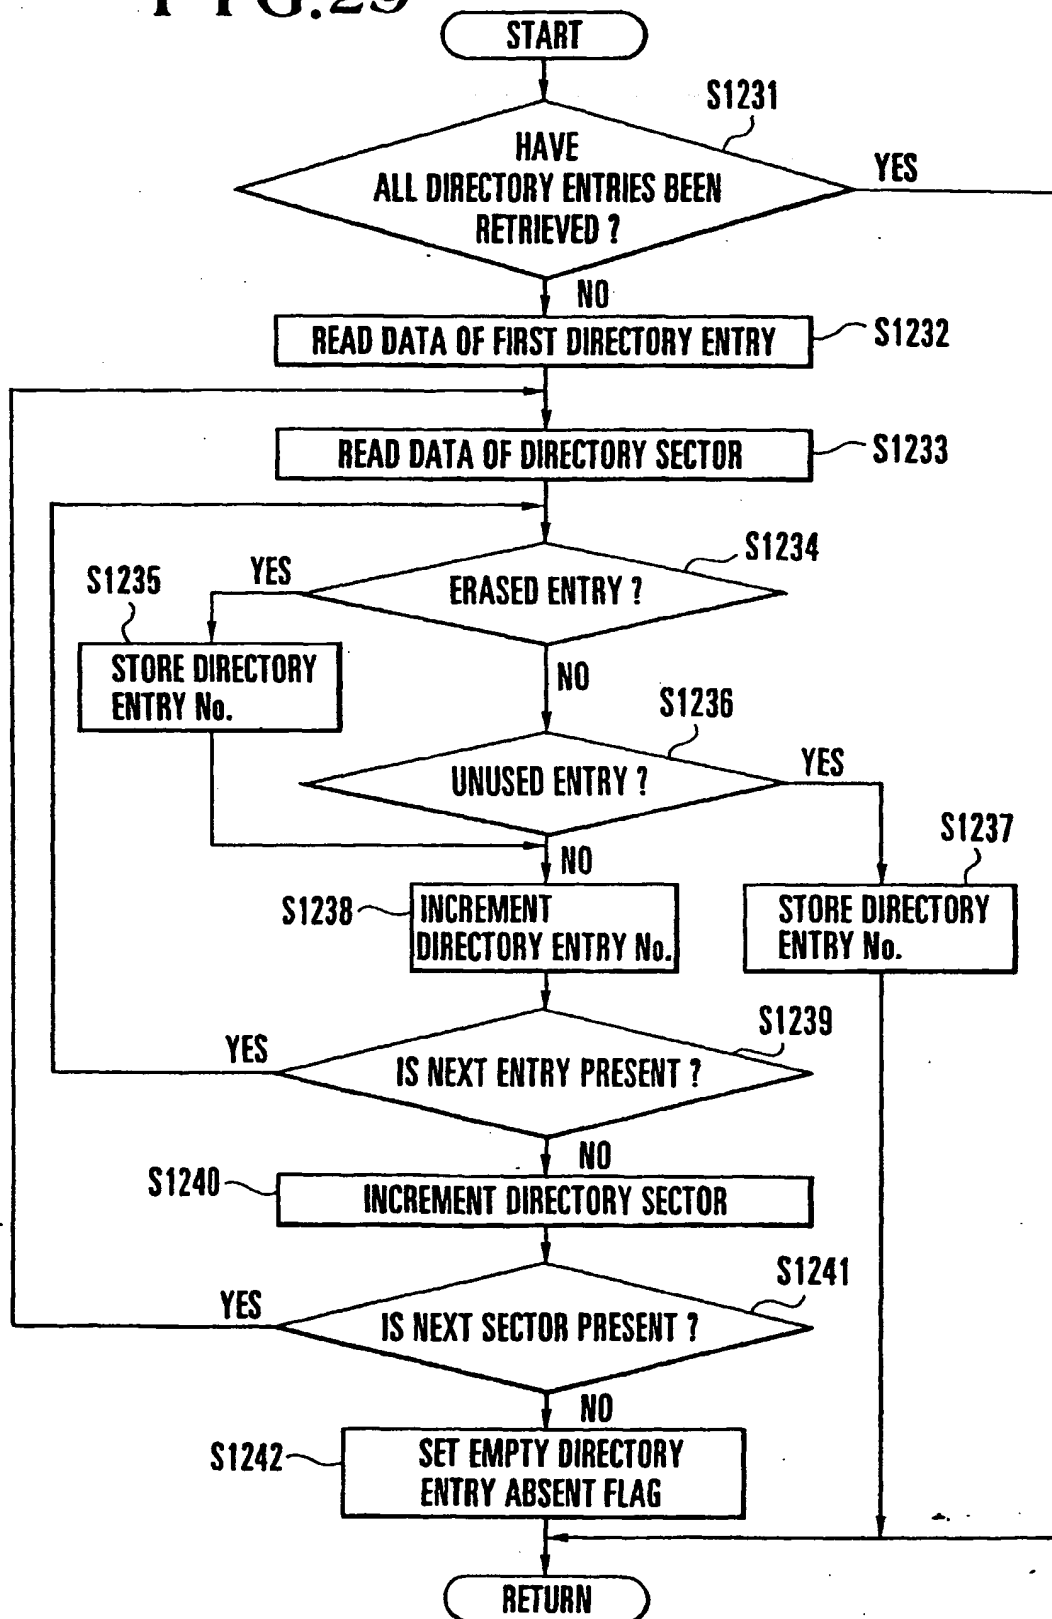 FIG.29
START
S1231
HAVE
ALL DIRECTORY ENTRIES BEEN
RETRIEVED ?
YES
NO
READ DATA OF FIRST DIRECTORY ENTRY
S1232
READ DATA OF DIRECTORY SECTOR
S1233
S1234
ERASED ENTRY ?
YES
S1235
STORE DIRECTORY
ENTRY No.
NO
S1236
UNUSED ENTRY ?
YES
S1237
STORE DIRECTORY
ENTRY No.
NO
S1238
INCREMENT
DIRECTORY ENTRY No.
S1239
YES
IS NEXT ENTRY PRESENT ?
NO
S1240
INCREMENT DIRECTORY SECTOR
S1241
YES
IS NEXT SECTOR PRESENT ?
NO
S1242
SET EMPTY DIRECTORY
ENTRY ABSENT FLAG
RETURN